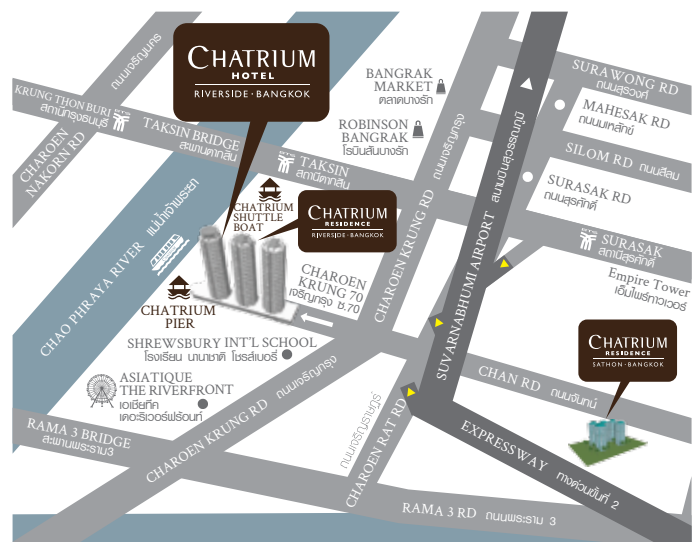 ถนนเจริญนคร
CHAROEN
NAKORN RD
KRUNG THON BURI
สถานีกรุงธนบุรี
TAKSIN BRIDGE
สะพานตากสิน
CHATRIUM
HOTEL
RIVERSIDE · BANGKOK
BANGRAK
MARKET
ตลาดบางรัก
ROBINSON
BANGRAK
โรบินสันบางรัก
TAKSIN
สถานีตากสิน
ถนนเจริญกรุง
CHAROEN KRUNG RD
SURAWONG RD
ถนนสุรวงศ์
MAHESAK RD
ถนนมเหสักข์
SILOM RD ถนนสีลม
SURASAK RD
ถนนสุรศักดิ์
SURASAK
สถานีสุรศักดิ์
Empire Tower
เอ็มไพร์ทาวเวอร์
สนามบินสุวรรณภูมิ
SUVARNABHUMI AIRPORT
CHAO PHRAYA RIVER
แม่น้ำเจ้าพระยา
CHATRIUM
SHUTTLE
BOAT
CHATRIUM
RESIDENCE
RIVERSIDE · BANGKOK
CHATRIUM
PIER
CHAROEN
KRUNG 70
เจริญกรุง ซ.70
SHREWSBURY INT'L SCHOOL
โรงเรียน นานาชาติ โชรส์เบอรี่
ASIATIQUE
THE RIVERFRONT
เอเชียทีค
เดอะริเวอร์ฟร้อนท์
CHATRIUM
RESIDENCE
SATHON · BANGKOK
CHAN RD ถนนจันทน์
CHAROEN KRUNG RD ถนนเจริญกรุง
ถนนเจริญราษฎร์
CHAROEN RAT RD
EXPRESSWAY ทางด่วนขั้นที่ 2
RAMA 3 BRIDGE
สะพานพระราม3
RAMA 3 RD ถนนพระราม 3